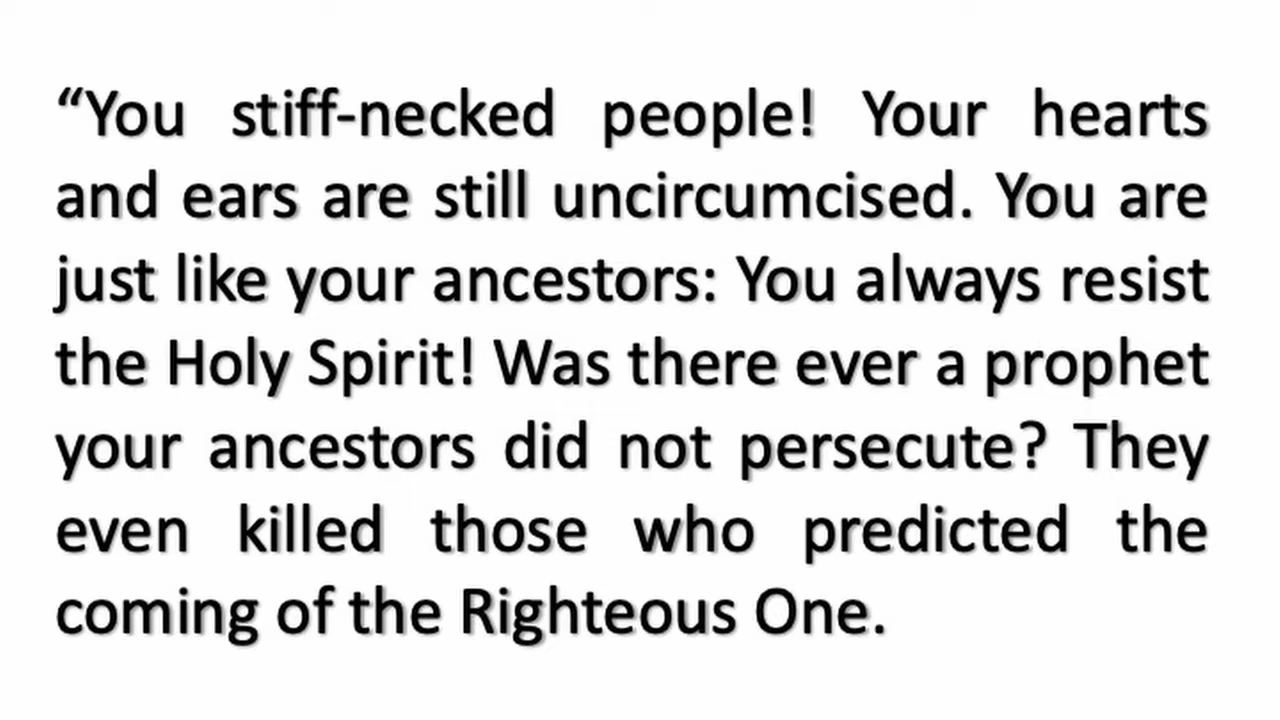 “You stiff-necked people! Your hearts
and ears are still uncircumcised. You are
just like your ancestors: You always resist
the Holy Spirit! Was there ever a prophet
your ancestors did not persecute? They
even killed those who predicted the
coming of the Righteous One.